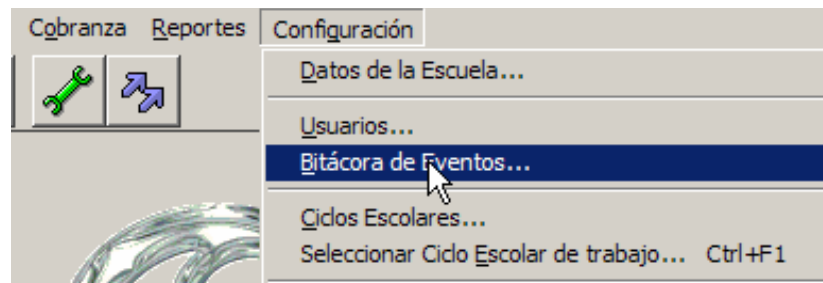 Cobranza Reportes Configuración
Datos de la Escuela...
Usuarios...
Bitácora de Eventos...
Ciclos Escolares...
Seleccionar Ciclo Escolar de trabajo... Ctrl+F1